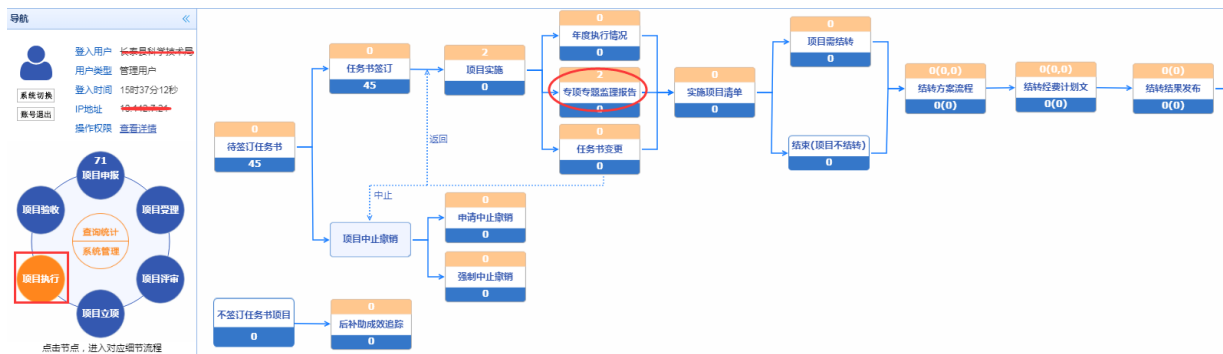 导航
登入用户 长泰县科学技术局
用户类型 管理用户
登入时间 15时37分12秒
IP地址
操作权限 查看详情
系统切换
账号退出
71
项目申报
项目受理
项目评审
项目立项
项目执行
项目验收
查询统计
系统管理
点击节点，进入对应细节流程
0
待签订任务书
45
0
任务书签订
45
2
项目实施
0
返回
中止
0
年度执行情况
0
2
专项专题监理报告
0
0
任务书变更
0
0
实施项目清单
0
0
项目需结转
0
结束(项目不结转)
0
0(0,0)
结转方案流程
0(0)
0(0,0)
结转经费计划文
0(0)
0(0)
结转结果发布
0(0)
项目中止撤销
0
申请中止撤销
0
0
强制中止撤销
0
不签订任务书项目
0
0
后补助成效追踪
0